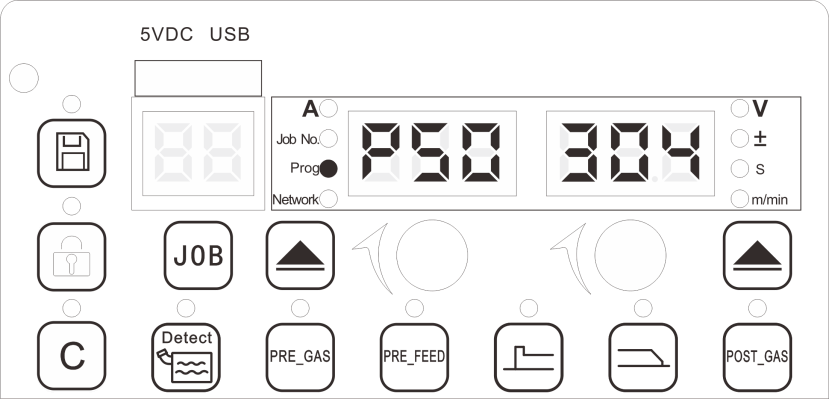 5VDC USB
A
V
Job No.
±
Prog
S
Network
m/min
P50 304
JOB
C
Detect
PRE_GAS
PRE_FEED
POST_GAS